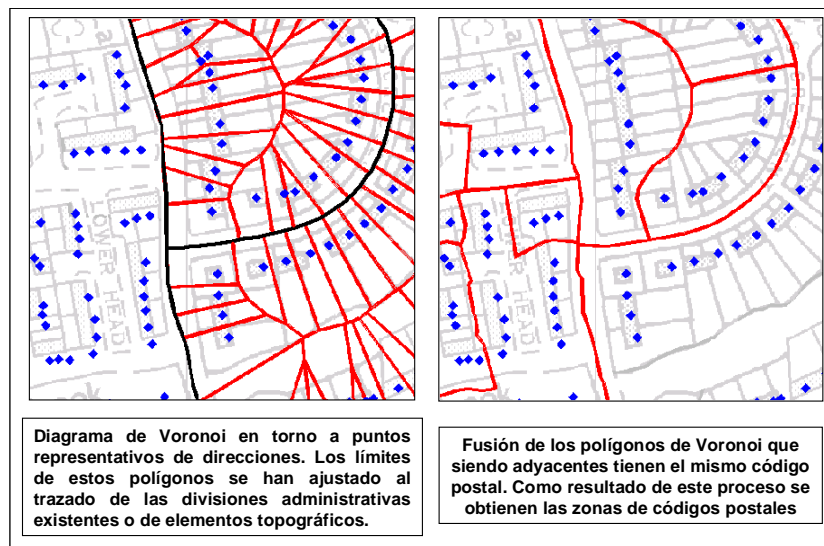 LOWER HEAD
LOWER HEAD
Diagrama de Voronoi en torno a puntos
representativos de direcciones. Los límites
de estos polígonos se han ajustado al
trazado de las divisiones administrativas
existentes o de elementos topográficos.
Fusión de los polígonos de Voronoi que
siendo adyacentes tienen el mismo código
postal. Como resultado de este proceso se
obtienen las zonas de códigos postales